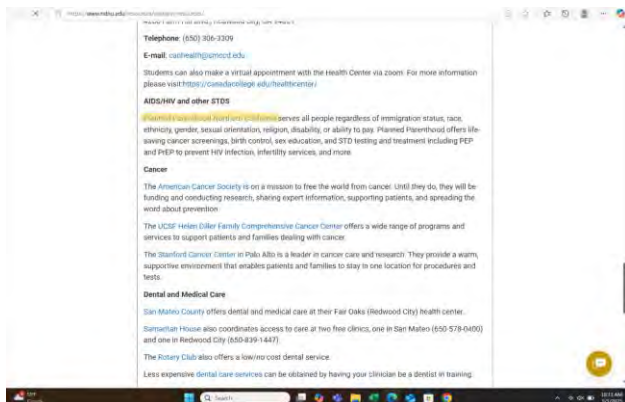 Telephone: (650) 306-3309
E-mail: canhealth@smccd.edu
Students can also make a virtual appointment with the Health Center via zoom. For more information
please visit https://canadacollege.edu/healthcenter/
AIDS/HIV and other STDS
Planned Parenthood Northern California serves all people regardless of immigration status, race,
ethnicity, gender, sexual orientation, religion, disability, or ability to pay. Planned Parenthood offers life-
saving cancer screenings, birth control, sex education, and STD testing and treatment including PEP
and PrEP to prevent HIV infection, infertility services, and more.
Cancer
The American Cancer Society is on a mission to free the world from cancer. Until they do, they will be
funding and conducting research, sharing expert information, supporting patients, and spreading the
word about prevention.
The UCSF Helen Diller Family Comprehensive Cancer Center offers a wide range of programs and
services to support patients and families dealing with cancer.
The Stanford Cancer Center in Palo Alto is a leader in cancer care and research. They provide a warm,
supportive environment that enables patients and families to stay in one location for procedures and
tests.
Dental and Medical Care
San Mateo County offers dental and medical care at their Fair Oaks (Redwood City) health center.
Samaritan House also coordinates access to care at two free clinics, one in San Mateo (650-578-0400)
and one in Redwood City (650-839-1447).
The Rotary Club also offers a low/no cost dental service.
Less expensive dental care services can be obtained by having your clinician be a dentist in training.
Search